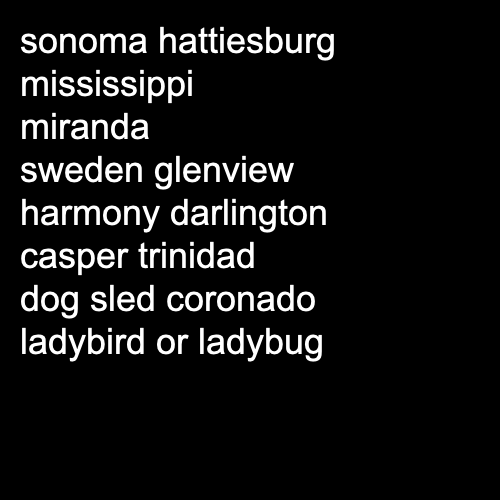 sonoma hattiesburg
mississippi
miranda
sweden glenview
harmony darlington
casper trinidad
dog sled coronado
ladybird or ladybug